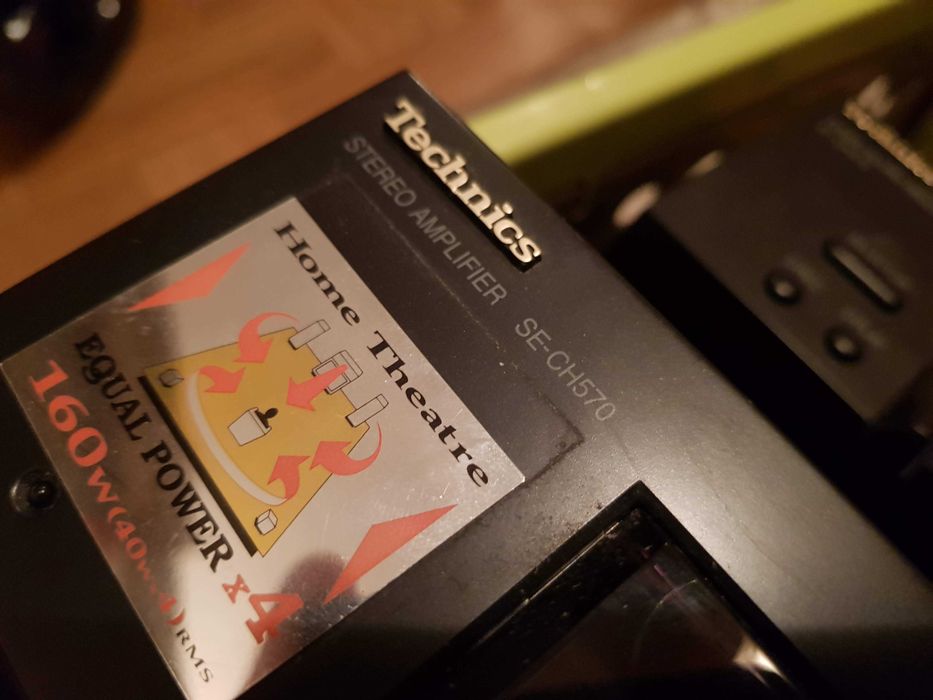 Technics
STEREO AMPLIFIER SE-CH570
Home Theatre
EQUAL POWER x4
160W(40W×4)RMS